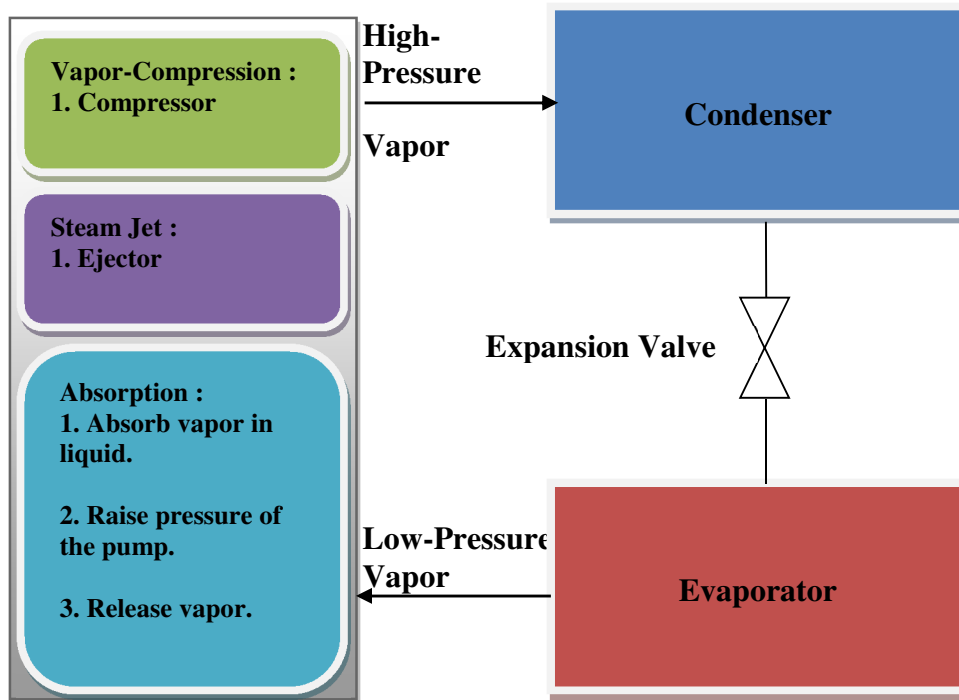 Vapor-Compression :
1. Compressor
High-
Pressure
Vapor
Condenser
Steam Jet :
1. Ejector
Expansion Valve
Absorption :
1. Absorb vapor in
liquid.
2. Raise pressure of
the pump.
3. Release vapor.
Low-Pressure
Vapor
Evaporator